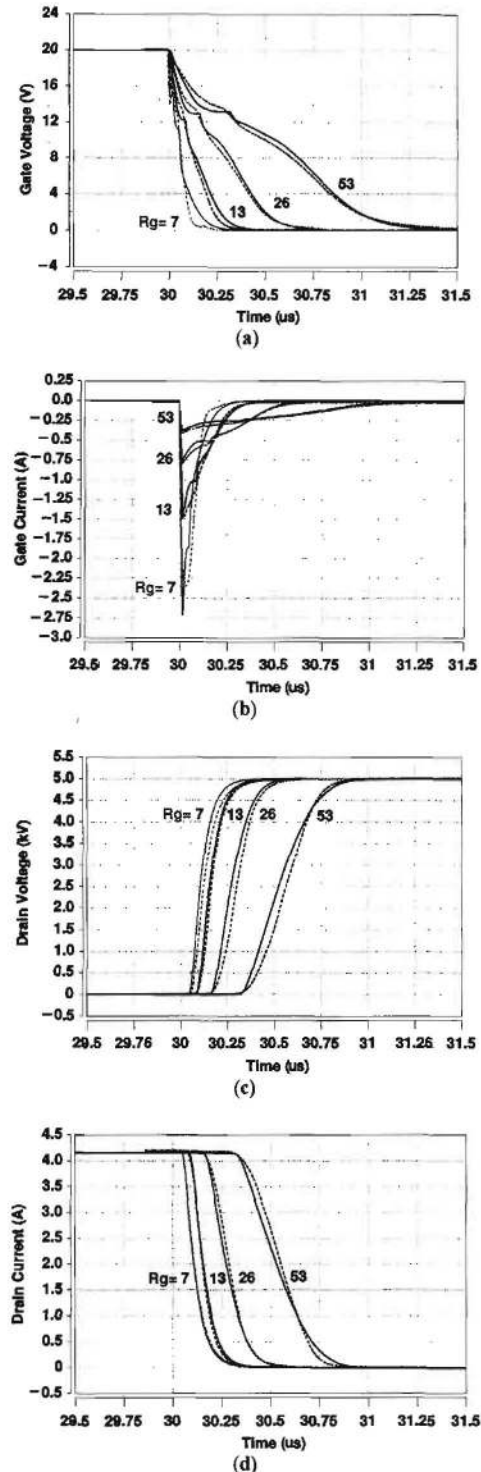 24
20
16
12
8
4
0
−4
Gate Voltage (V)
Rg= 7
13
26
53
29.5 29.75 30 30.25 30.5 30.75 31 31.25 31.5
Time (us)
(a)
0.25
0.0
−0.25
−0.5
−0.75
−1.0
−1.25
−1.5
−1.75
−2.0
−2.25
−2.5
−2.75
−3.0
Gate Current (A)
53
26
13
Rg= 7
29.5 29.75 30 30.25 30.5 30.75 31 31.25 31.5
Time (us)
(b)
5.5
5.0
4.5
4.0
3.5
3.0
2.5
2.0
1.5
1.0
0.5
0
−0.5
Drain Voltage (kV)
Rg= 7 13 26 53
29.5 29.75 30 30.25 30.5 30.75 31 31.25 31.5
Time (us)
(c)
4.5
4.0
3.5
3.0
2.5
2.0
1.5
1.0
0.5
0
−0.5
Drain Current (A)
Rg= 7 13 26 53
29.5 29.75 30 30.25 30.5 30.75 31 31.25 31.5
Time (us)
(d)